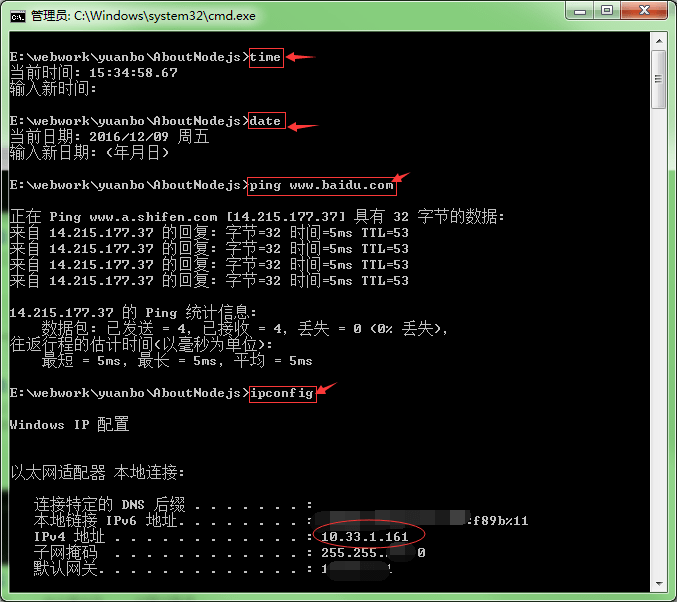 管理员: C:\Windows\system32\cmd.exe
E:\webwork\yuanbo\AboutNodejs>time
当前时间: 15:34:58.67
输入新时间:
E:\webwork\yuanbo\AboutNodejs>date
当前日期: 2016/12/09 周五
输入新日期: (年月日)
E:\webwork\yuanbo\AboutNodejs>ping www.baidu.com
正在 Ping www.a.shifen.com [14.215.177.37] 具有 32 字节的数据:
来自 14.215.177.37 的回复: 字节=32 时间=5ms TTL=53
来自 14.215.177.37 的回复: 字节=32 时间=5ms TTL=53
来自 14.215.177.37 的回复: 字节=32 时间=5ms TTL=53
来自 14.215.177.37 的回复: 字节=32 时间=5ms TTL=53
14.215.177.37 的 Ping 统计信息:
数据包: 已发送 = 4, 已接收 = 4, 丢失 = 0 (0% 丢失),
往返行程的估计时间(以毫秒为单位):
最短 = 5ms, 最长 = 5ms, 平均 = 5ms
E:\webwork\yuanbo\AboutNodejs>ipconfig
Windows IP 配置
以太网适配器 本地连接:
连接特定的 DNS 后缀 . . . . . . . :
本地链接 IPv6 地址. . . . . . . . : :f89b%11
IPv4 地址 . . . . . . . . . . . . : 10.33.1.161
子网掩码 . . . . . . . . . . . . : 255.255. 0
默认网关. . . . . . . . . . . . . : 1